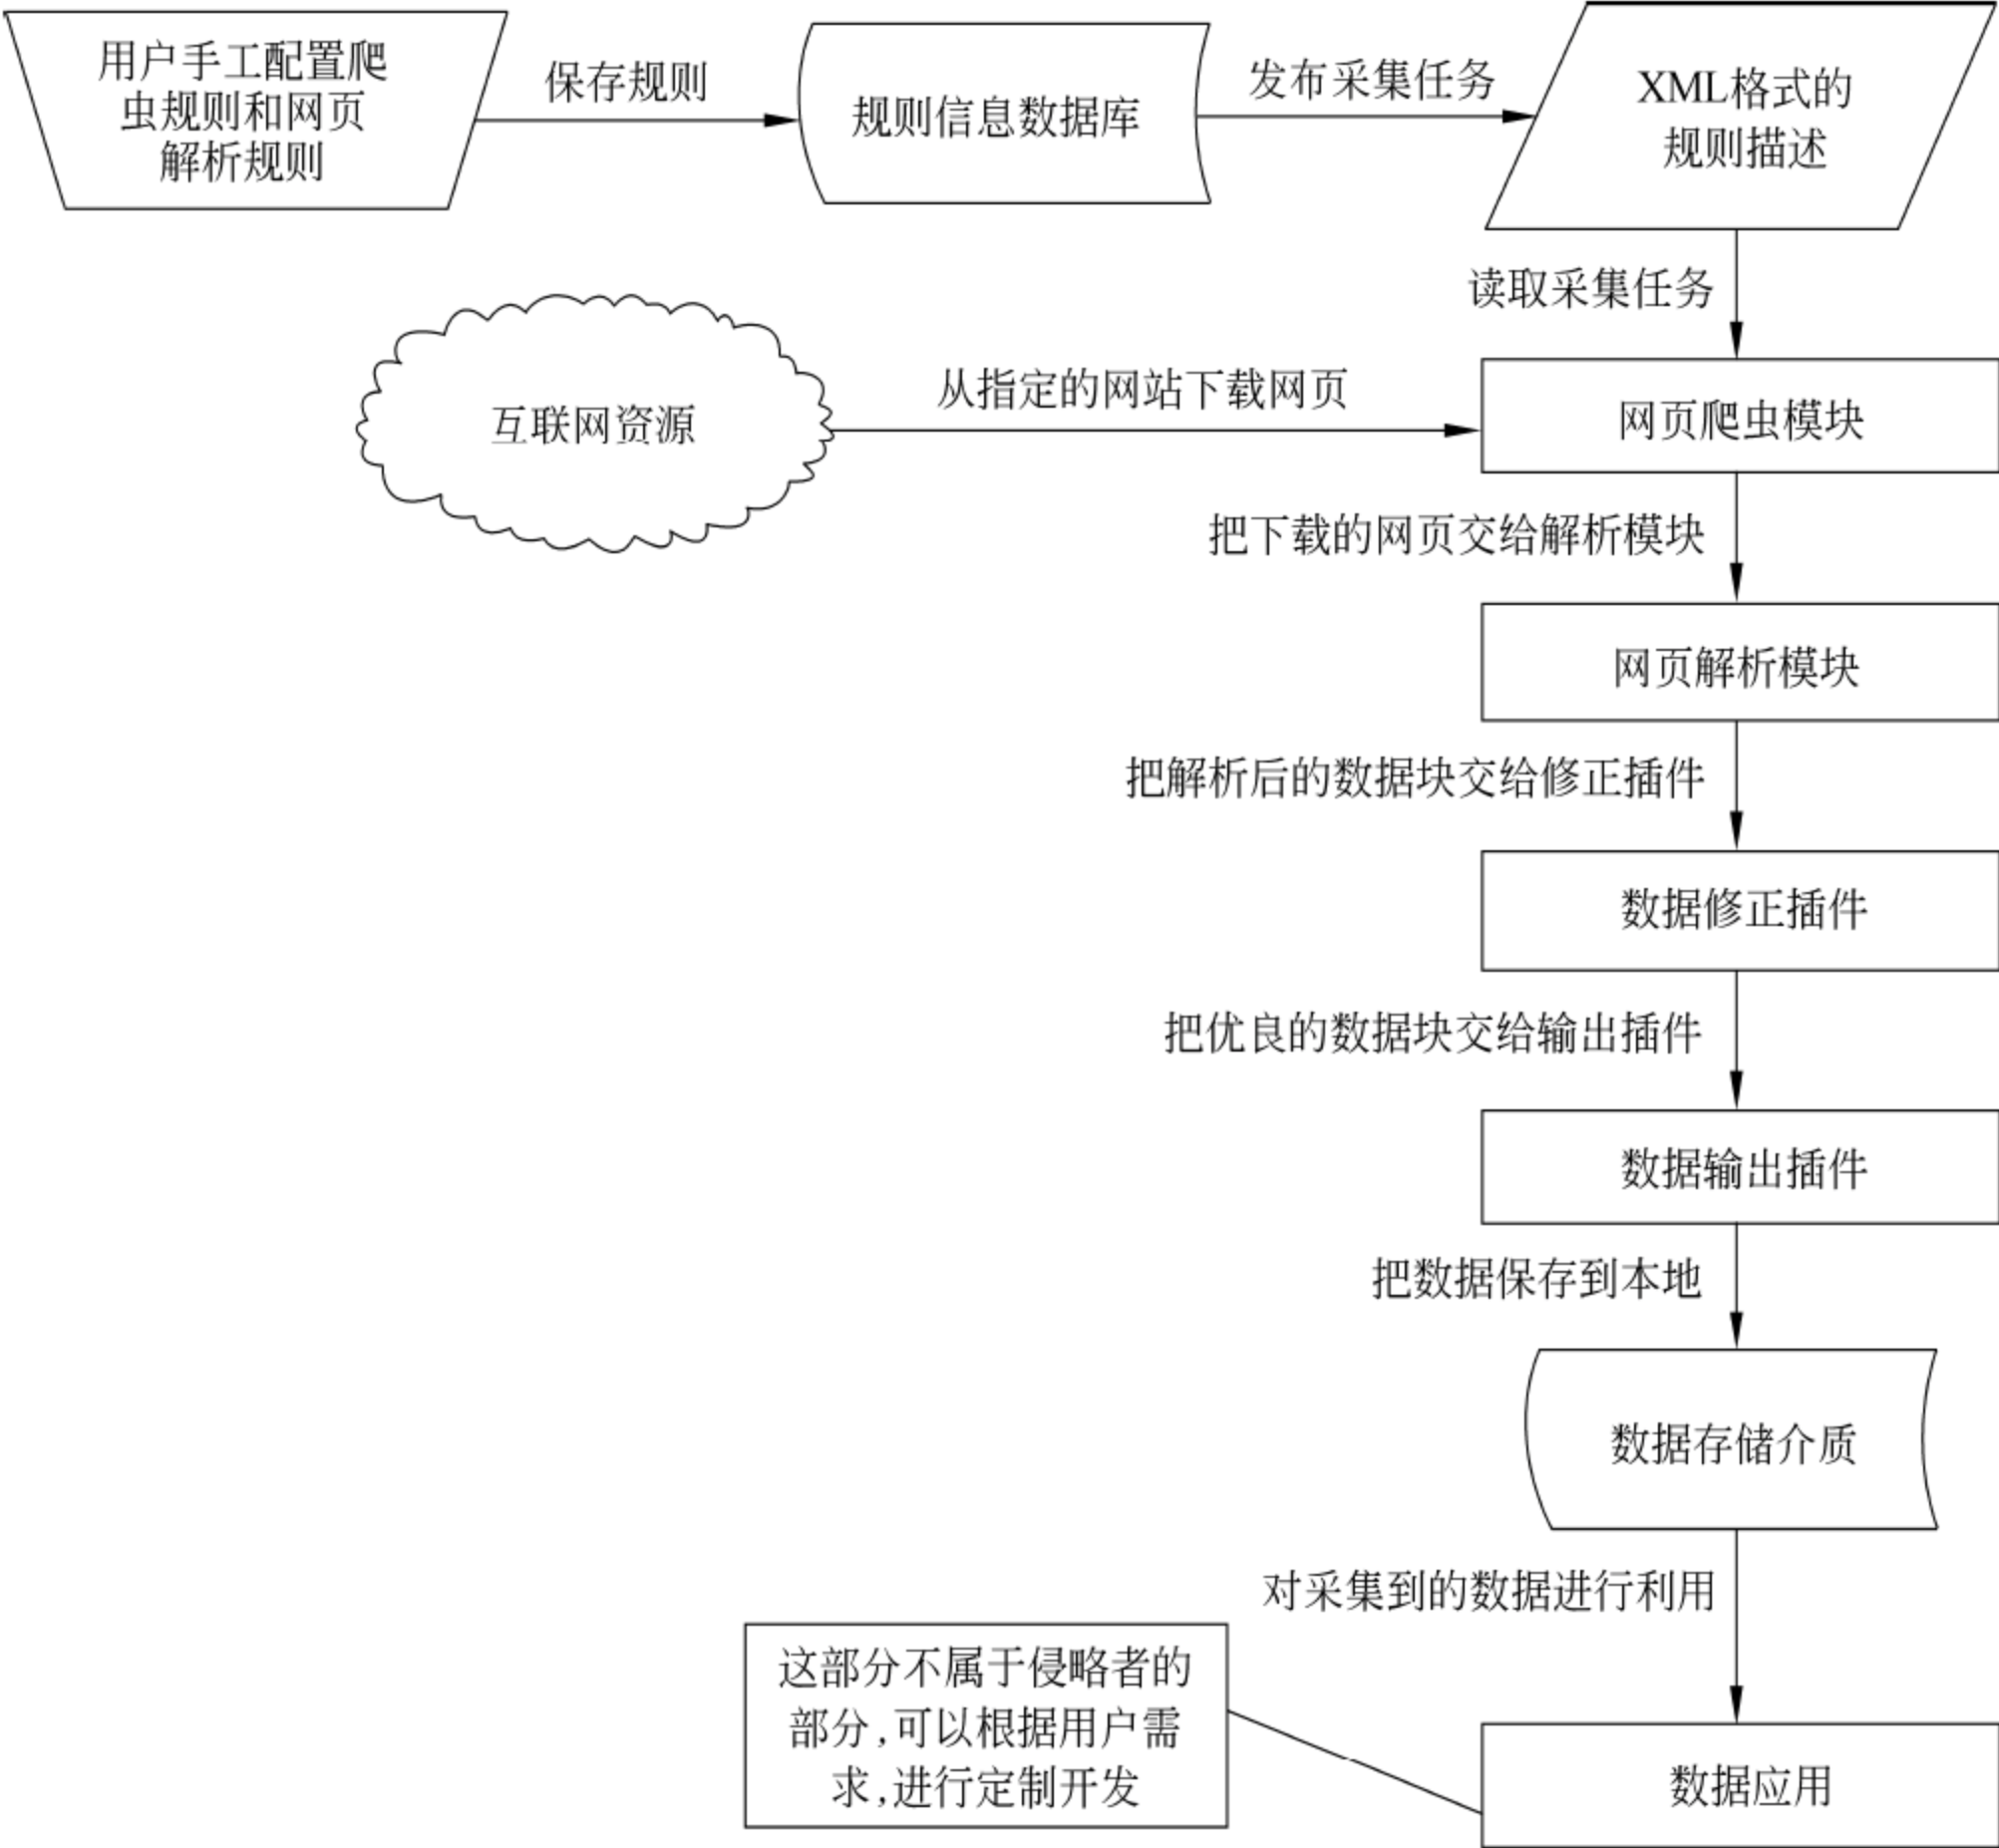 用户手工配置爬
虫规则和网页
解析规则
保存规则
规则信息数据库
发布采集任务
XML格式的
规则描述
读取采集任务
互联网资源
从指定的网站下载网页
网页爬虫模块
把下载的网页交给解析模块
网页解析模块
把解析后的数据块交给修正插件
数据修正插件
把优良的数据块交给输出插件
数据输出插件
把数据保存到本地
数据存储介质
对采集到的数据进行利用
这部分不属于侵略者的
部分,可以根据用户需
求,进行定制开发
数据应用